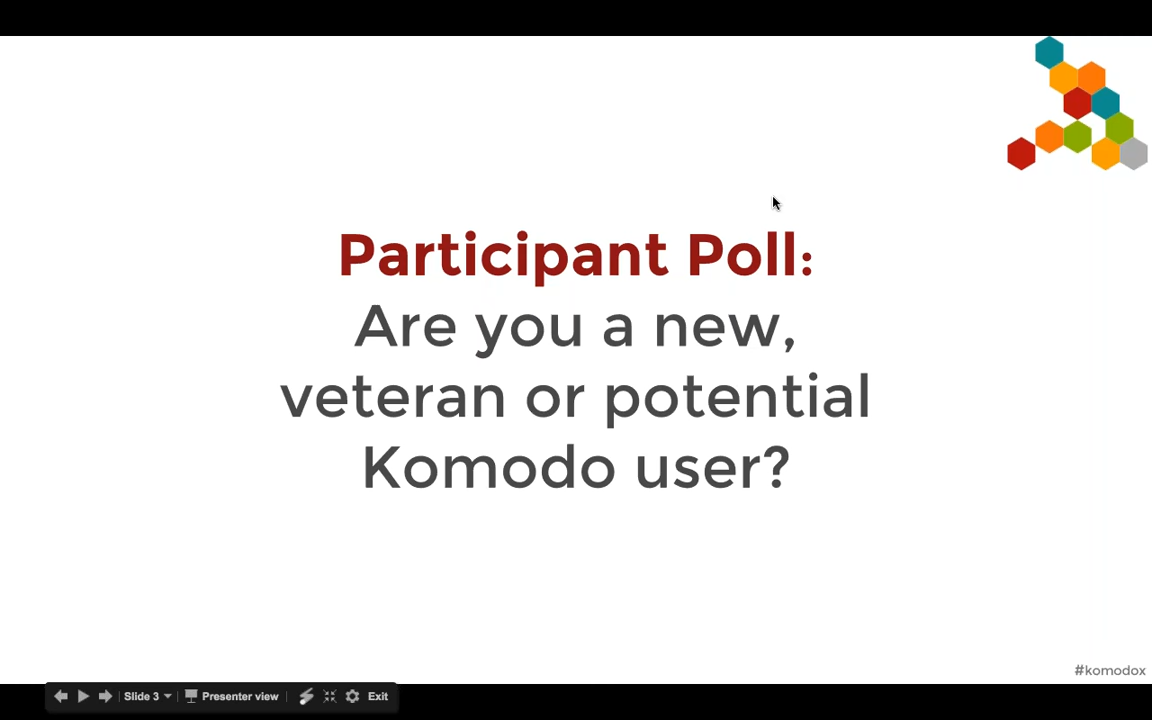 Participant Poll:
Are you a new,
veteran or potential
Komodo user?
#komodox
Slide 3
Presenter view
Exit